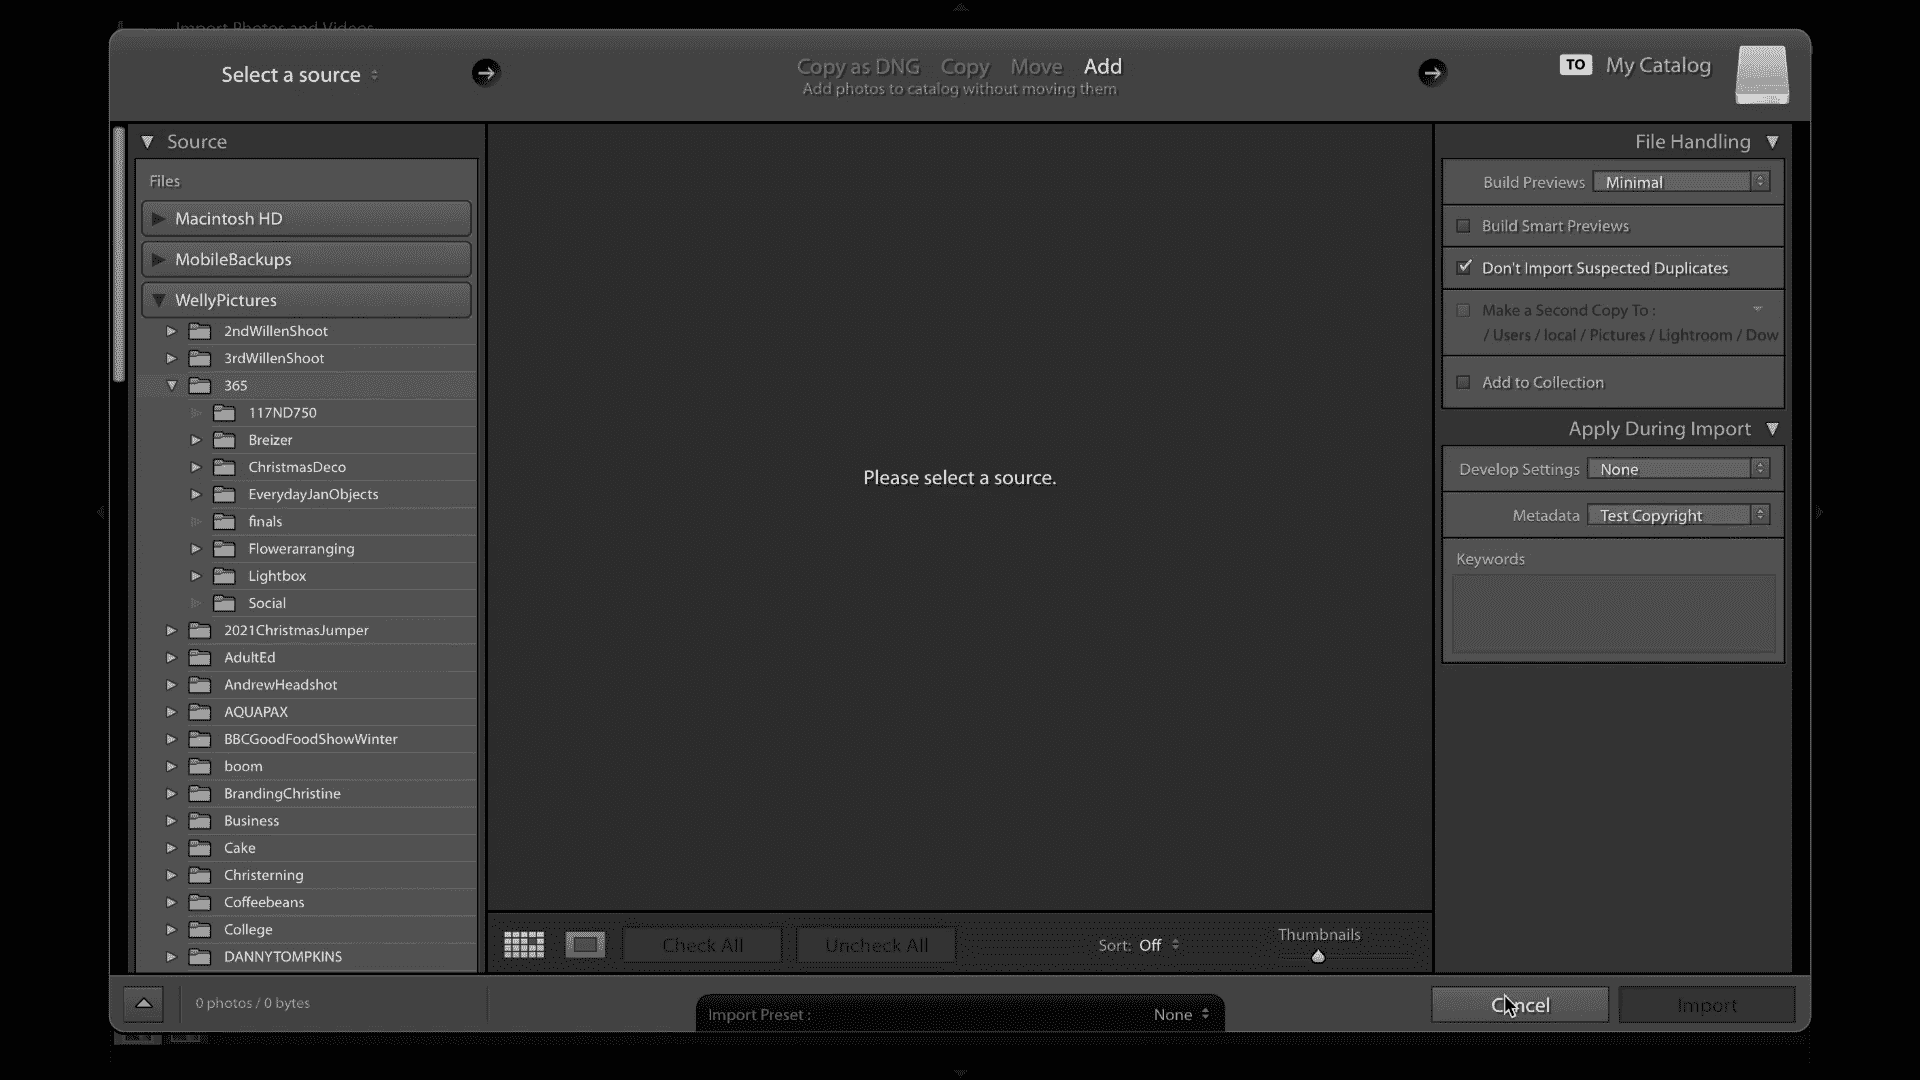 Import Photos and Videos
Select a source
Copy as DNG Copy Move Add
Add photos to catalog without moving them
TO My Catalog
Source
Files
Macintosh HD
MobileBackups
WellyPictures
2ndWillenShoot
3rdWillenShoot
365
117ND750
Breizer
ChristmasDeco
EverydayJanObjects
finals
Flowerarranging
Lightbox
Social
2021ChristmasJumper
AdultEd
AndrewHeadshot
AQUAPAX
BBCGoodFoodShowWinter
boom
BrandingChristine
Business
Cake
Christerning
Coffeebeans
College
DANNYTOMPKINS
Please select a source.
File Handling
Build Previews Minimal
Build Smart Previews
Don't Import Suspected Duplicates
Make a Second Copy To :
/ Users / local / Pictures / Lightroom / Dow
Add to Collection
Apply During Import
Develop Settings None
Metadata Test Copyright
Keywords
Check All Uncheck All Sort: Off Thumbnails
0 photos / 0 bytes
Import Preset : None
Cancel Import